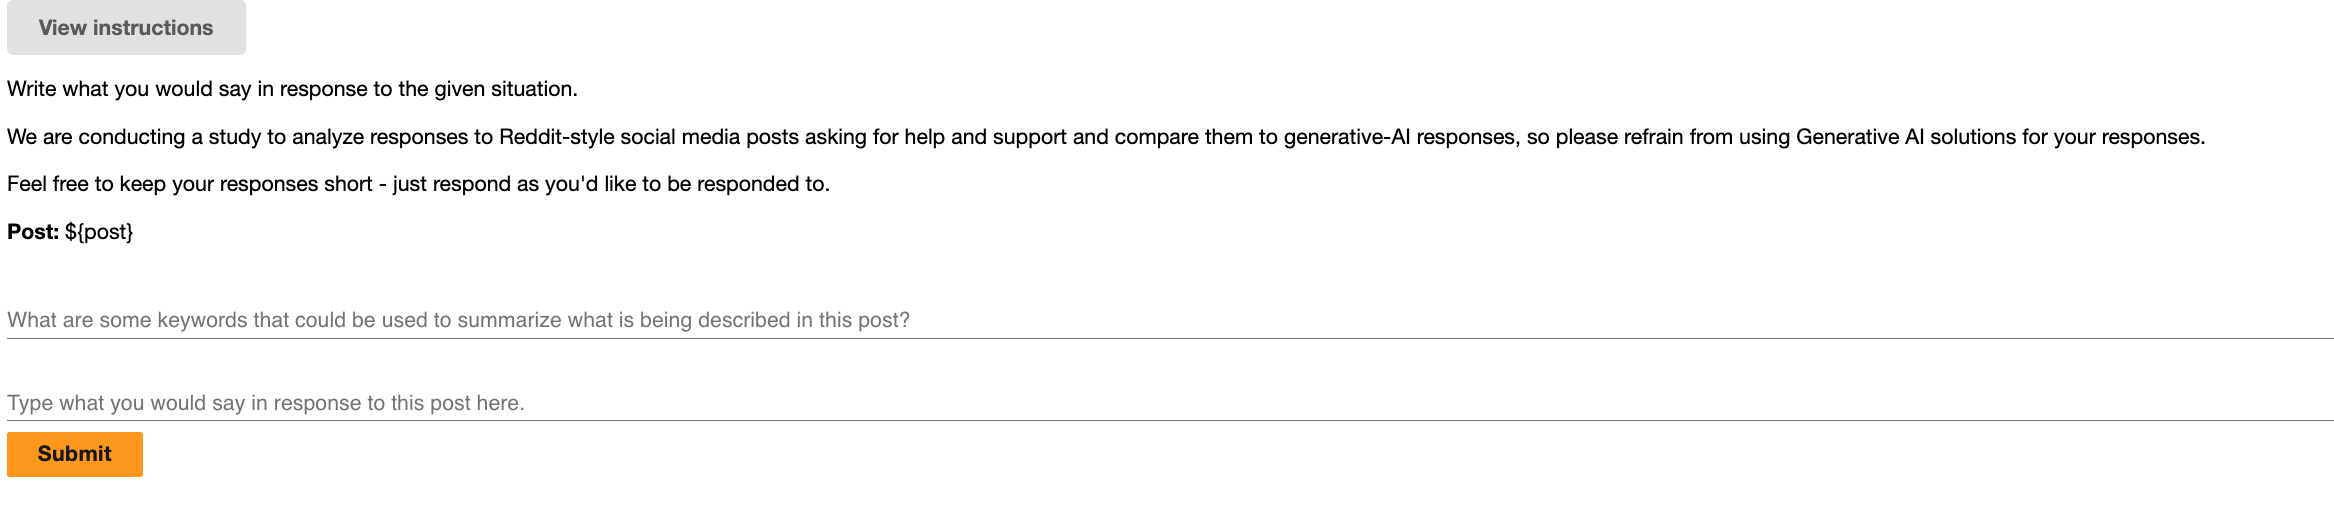 View instructions
Write what you would say in response to the given situation.
We are conducting a study to analyze responses to Reddit-style social media posts asking for help and support and compare them to generative-AI responses, so please refrain from using Generative AI solutions for your responses.
Feel free to keep your responses short - just respond as you'd like to be responded to.
Post: ${post}
What are some keywords that could be used to summarize what is being described in this post?
Type what you would say in response to this post here.
Submit